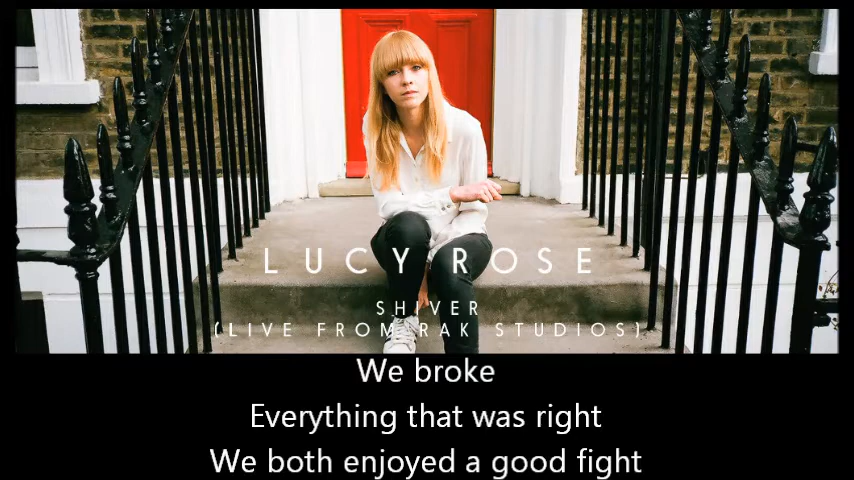 LUCY ROSE
SHIVER
(LIVE FROM RAK STUDIOS)
We broke
Everything that was right
We both enjoyed a good fight